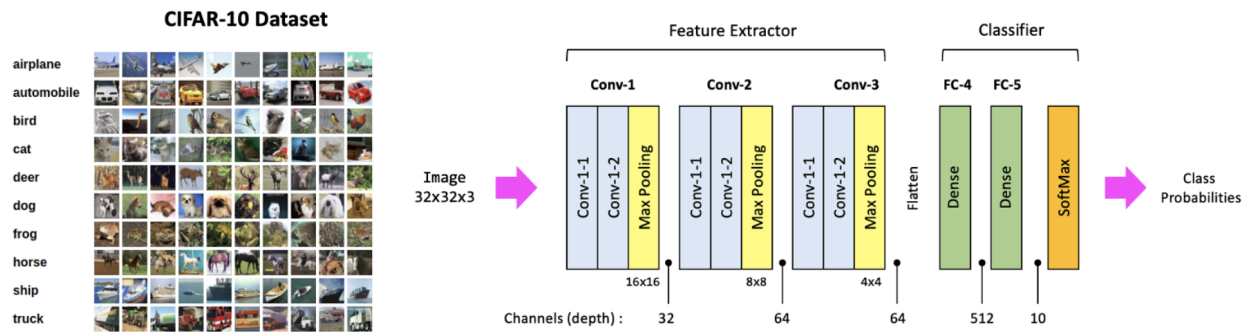 CIFAR-10 Dataset
airplane
automobile
bird
cat
deer
dog
frog
horse
ship
truck
Feature Extractor
Classifier
Conv-1
Conv-2
Conv-3
FC-4
FC-5
Image
32x32x3
Conv-1-1
Conv-1-2
Max Pooling
Conv-1-1
Conv-1-2
Max Pooling
Conv-1-1
Conv-1-2
Max Pooling
Flatten
Dense
Dense
SoftMax
Class
Probabilities
16x16
8x8
4x4
Channels (depth) :
32
64
64
512
10